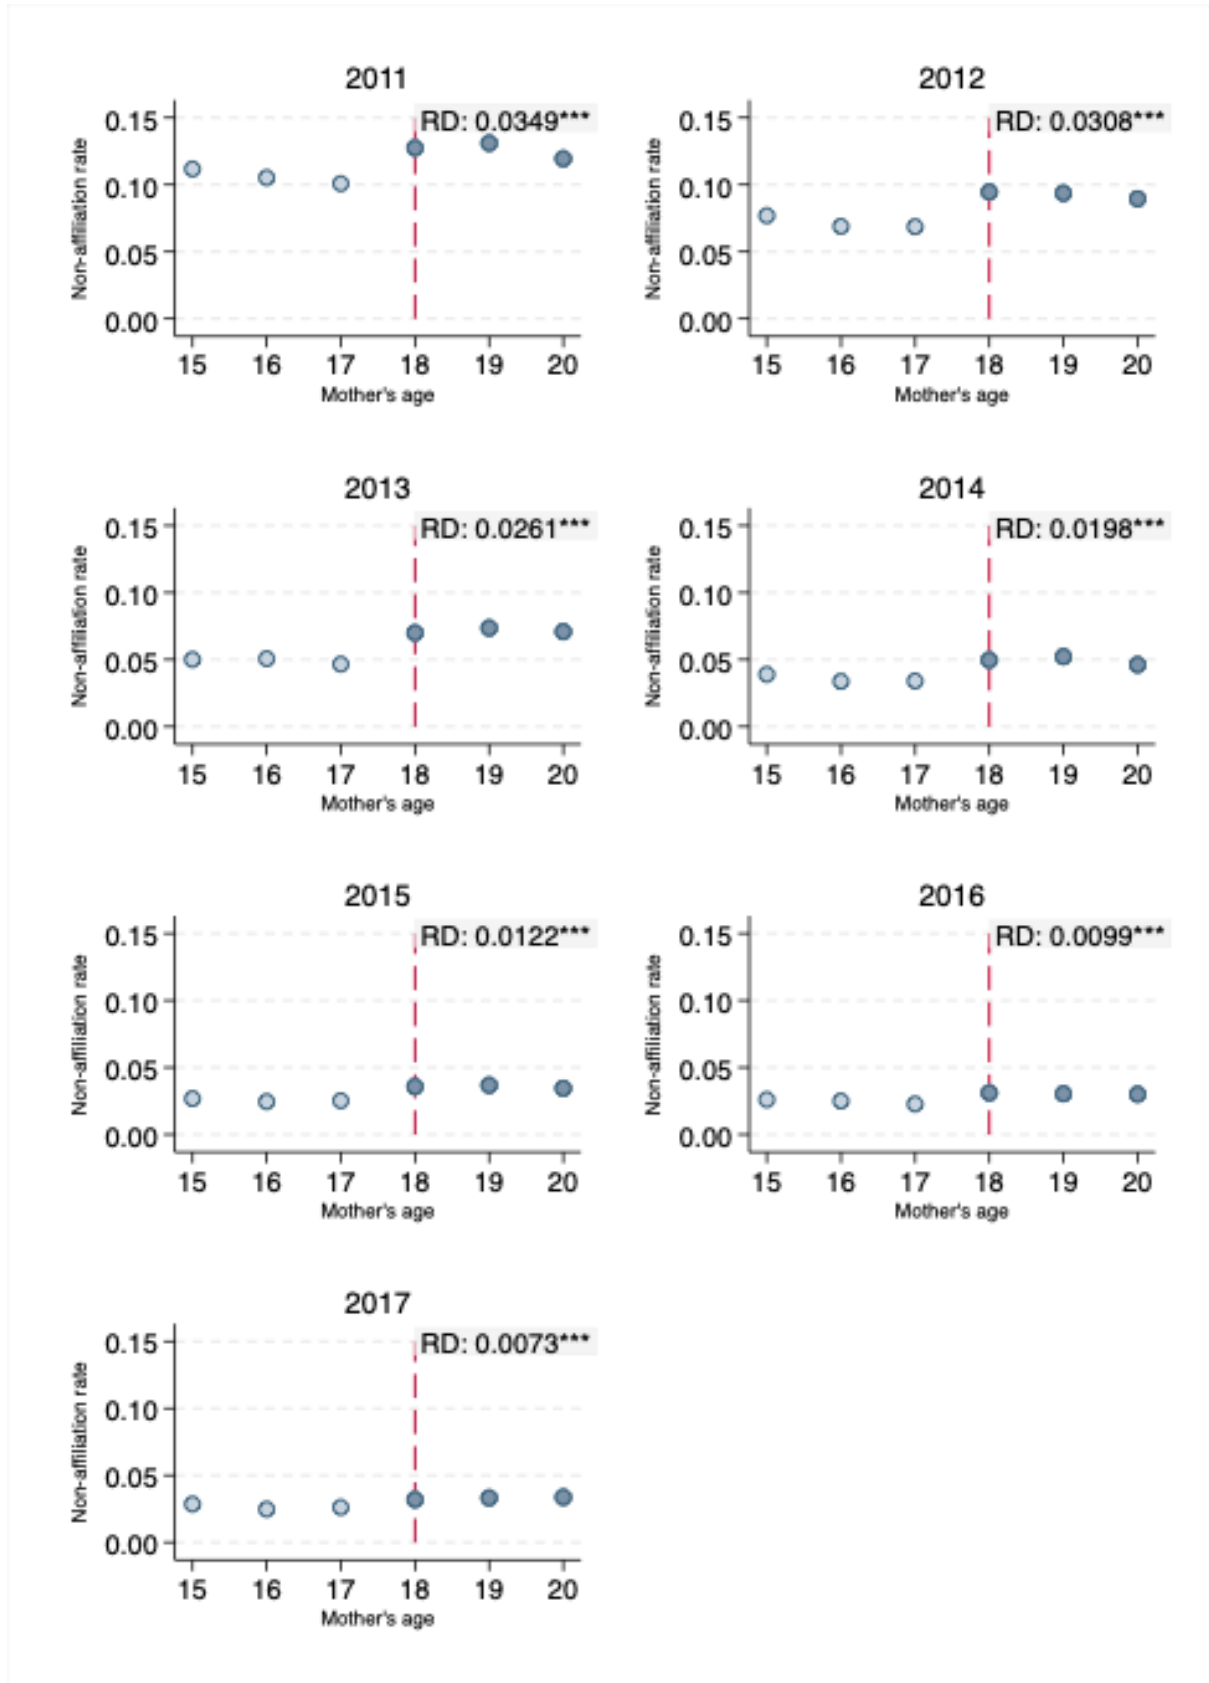 2011
RD: 0.0349***
0.15
0.10
0.05
0.00
Non-affiliation rate
15 16 17 18 19 20
Mother's age
2012
RD: 0.0308***
0.15
0.10
0.05
0.00
Non-affiliation rate
15 16 17 18 19 20
Mother's age
2013
RD: 0.0261***
0.15
0.10
0.05
0.00
Non-affiliation rate
15 16 17 18 19 20
Mother's age
2014
RD: 0.0198***
0.15
0.10
0.05
0.00
Non-affiliation rate
15 16 17 18 19 20
Mother's age
2015
RD: 0.0122***
0.15
0.10
0.05
0.00
Non-affiliation rate
15 16 17 18 19 20
Mother's age
2016
RD: 0.0099***
0.15
0.10
0.05
0.00
Non-affiliation rate
15 16 17 18 19 20
Mother's age
2017
RD: 0.0073***
0.15
0.10
0.05
0.00
Non-affiliation rate
15 16 17 18 19 20
Mother's age